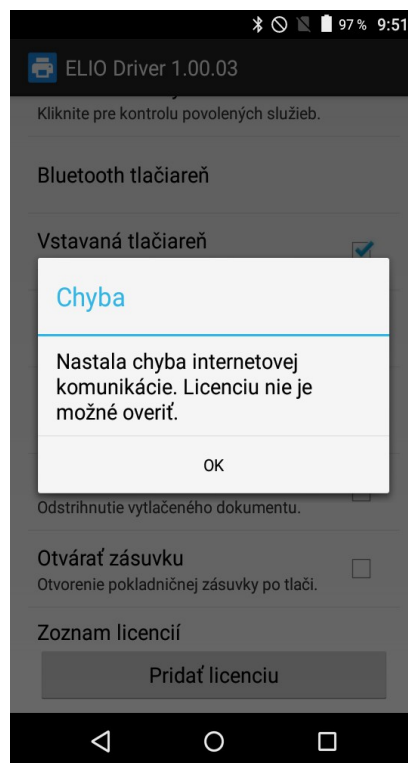 97 % 9:51
ELIO Driver 1.00.03
Kliknite pre kontrolu povolených služieb.
Bluetooth tlačiareň
Vstavaná tlačiareň
Chyba
Nastala chyba internetovej
komunikácie. Licenciu nie je
možné overiť.
OK
Odstrihnutie vytlačeného dokumentu.
Otvárať zásuvku
Otvorenie pokladničnej zásuvky po tlači.
Zoznam licencií
Pridať licenciu